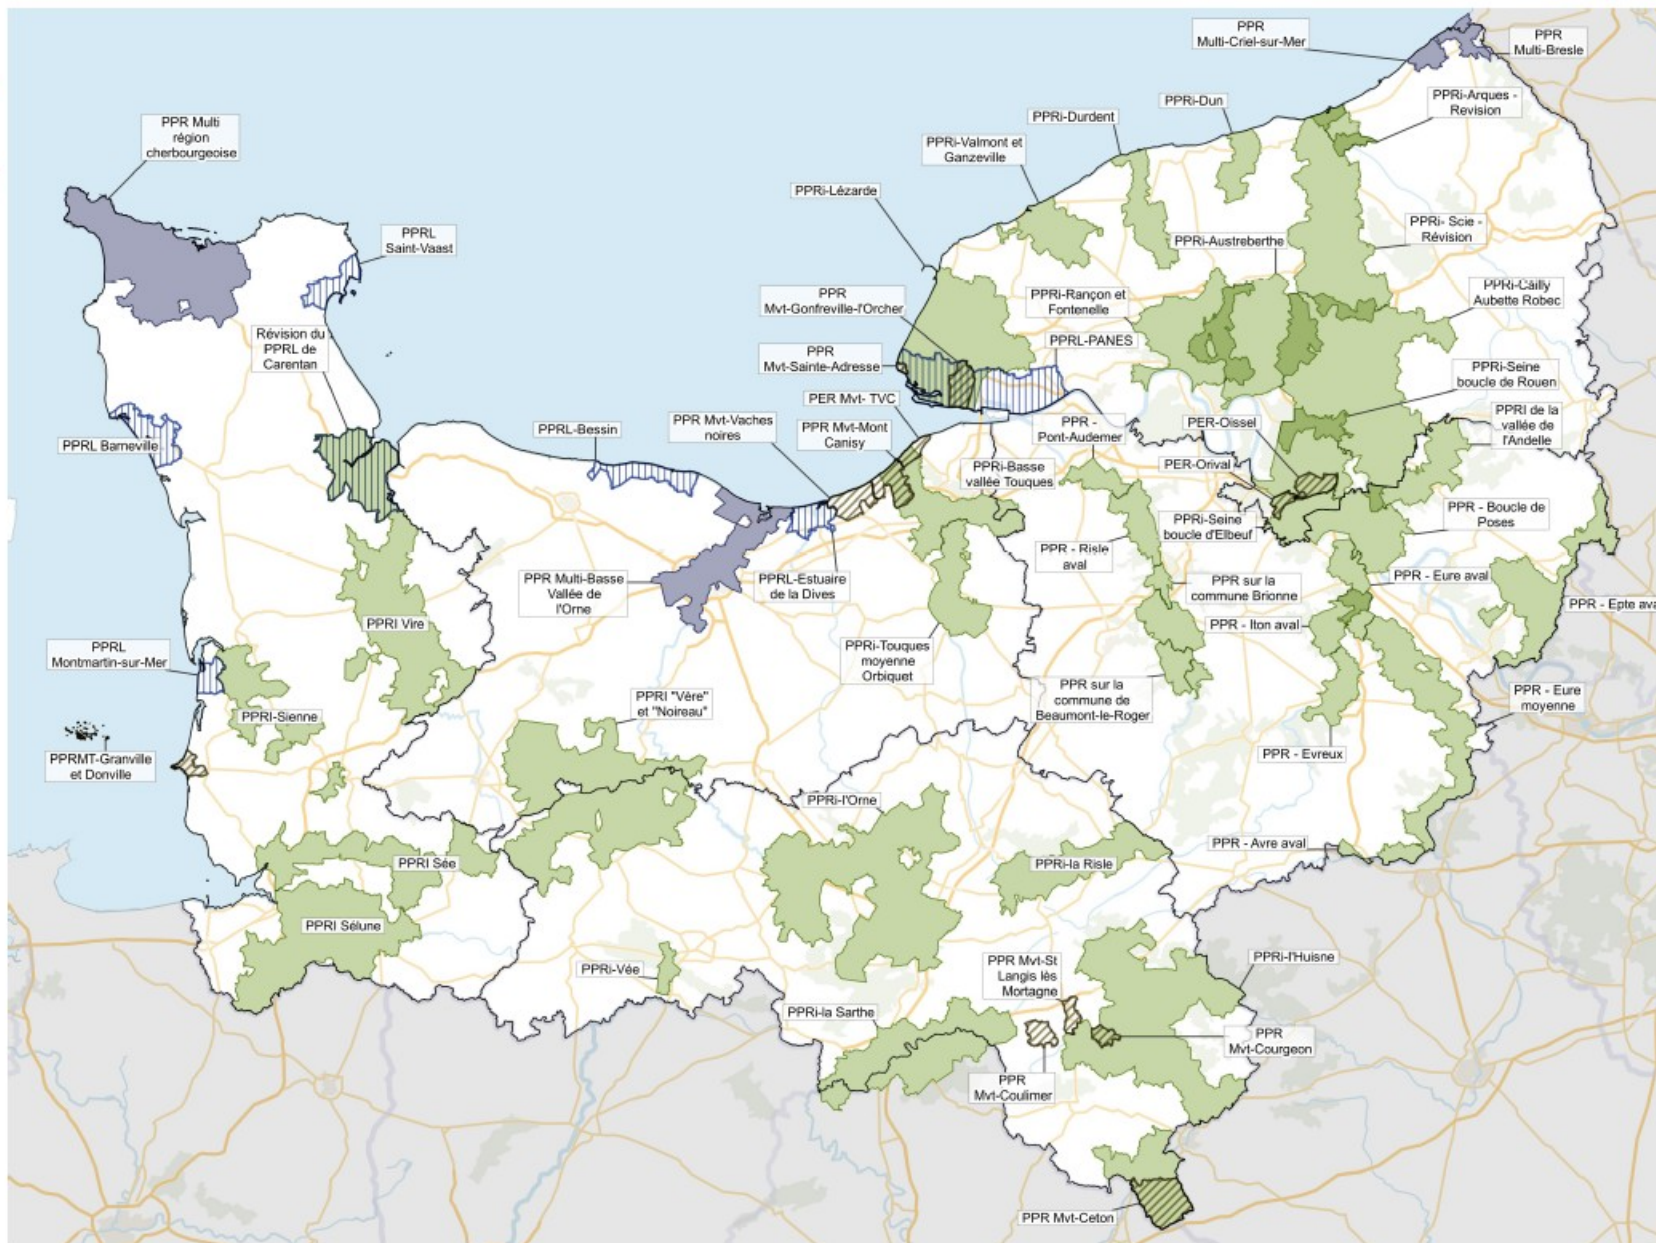 PPR
Multi-Criel-sur-Mer
PPR
Multi-Bresle
PPRi-Arques -
Revision
PPRi-Dun
PPRi-Durdent
PPRi-Valmont et
Ganzeville
PPR Multi
région
cherbourgeoise
PPRi-Lézarde
PPRL
Saint-Vaast
PPRi- Scie -
Révision
PPRi-Austreberthe
PPRi-Cailly
Aubette Robec
PPRi-Rançon et
Fontenelle
PPR
Mvt-Gonfreville-l'Orcher
Révision du
PPRL de
Carentan
PPR
Mvt-Sainte-Adresse
PPRL-PANES
PPRi-Seine
boucle de Rouen
PER Mvt- TVC
PPRL Barneville
PPRL-Bessin
PPR Mvt-Vaches
noires
PPR Mvt-Mont
Canisy
PPR -
Pont-Audemer
PER-Oissel
PPRI de la
vallée de
l'Andelle
PPRi-Basse
vallée Touques
PER-Orival
PPRi-Seine
boucle d'Elbeuf
PPR - Boucle de
Poses
PPR - Risle
aval
PPR Multi-Basse
Vallée de
l'Orne
PPRL-Estuaire
de la Dives
PPR sur la
commune Brionne
PPR - Eure aval
PPR - Epte ava
PPRI Vire
PPR - Iton aval
PPRL
Montmartin-sur-Mer
PPRi-Touques
moyenne
Orbiquet
PPR sur la
commune de
Beaumont-le-Roger
PPRI "Vère"
et "Noireau"
PPR - Eure
moyenne
PPRI-Sienne
PPRMT-Granville
et Donville
PPR - Evreux
PPRi-l'Orne
PPR - Avre aval
PPRI Sée
PPRi-la Risle
PPRI Sélune
PPRi-Vée
PPR Mvt-St
Langis lès
Mortagne
PPRi-l'Huisne
PPRi-la Sarthe
PPR
Mvt-Courgeon
PPR
Mvt-Coulimer
PPR Mvt-Ceton